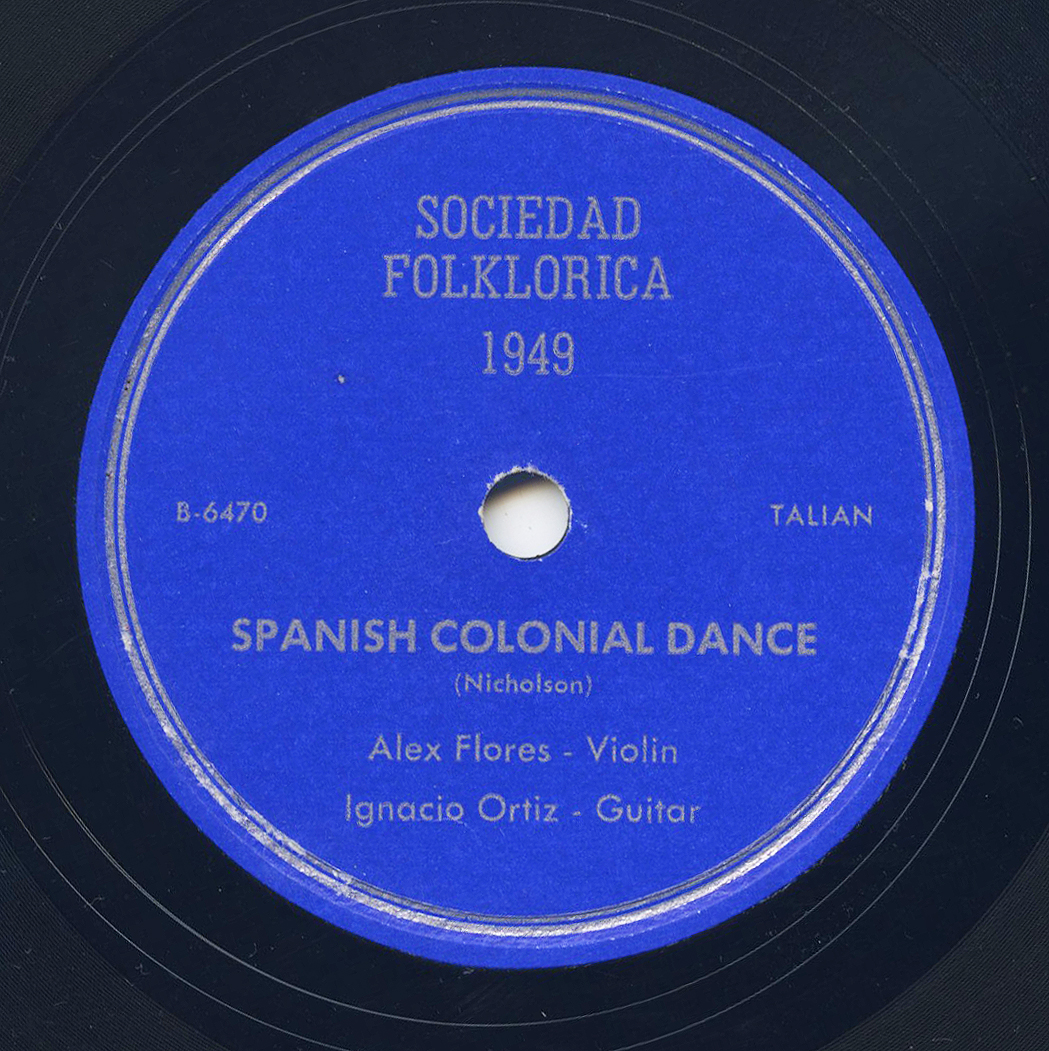 SOCIEDAD
FOLKLORICA
1949
B-6470
TALIAN
SPANISH COLONIAL DANCE
(Nicholson)
Alex Flores - Violin
Ignacio Ortiz - Guitar